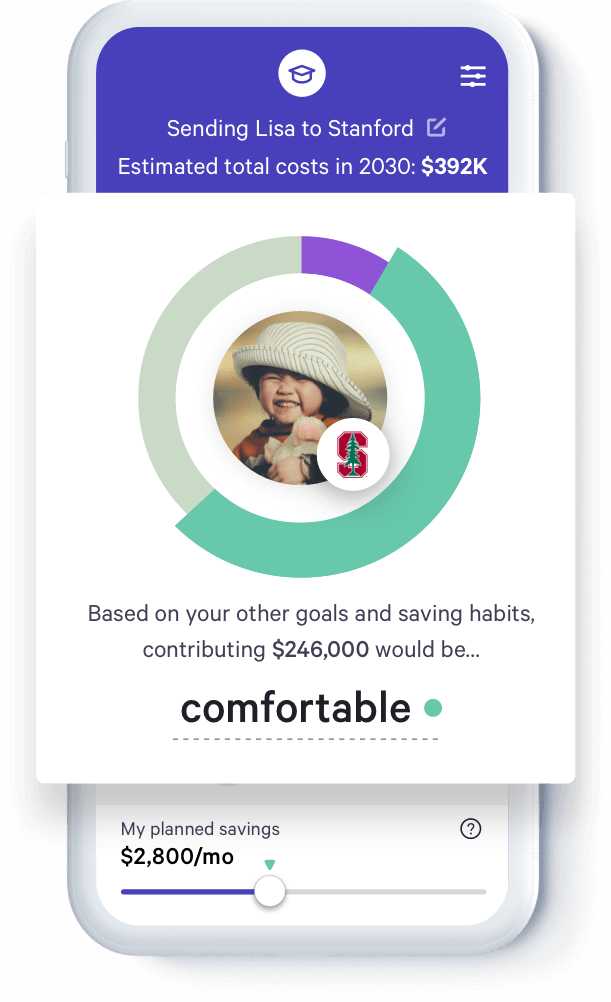 Sending Lisa to Stanford
Estimated total costs in 2030: $392K
S
Based on your other goals and saving habits,
contributing $246,000 would be...
comfortable
My planned savings
?
$2,800/mo